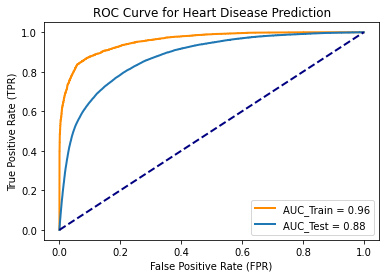 ROC Curve for Heart Disease Prediction
True Positive Rate (TPR)
1.0
0.8
0.6
0.4
0.2
0.0
AUC_Train = 0.96
AUC_Test = 0.88
0.0 0.2 0.4 0.6 0.8 1.0
False Positive Rate (FPR)